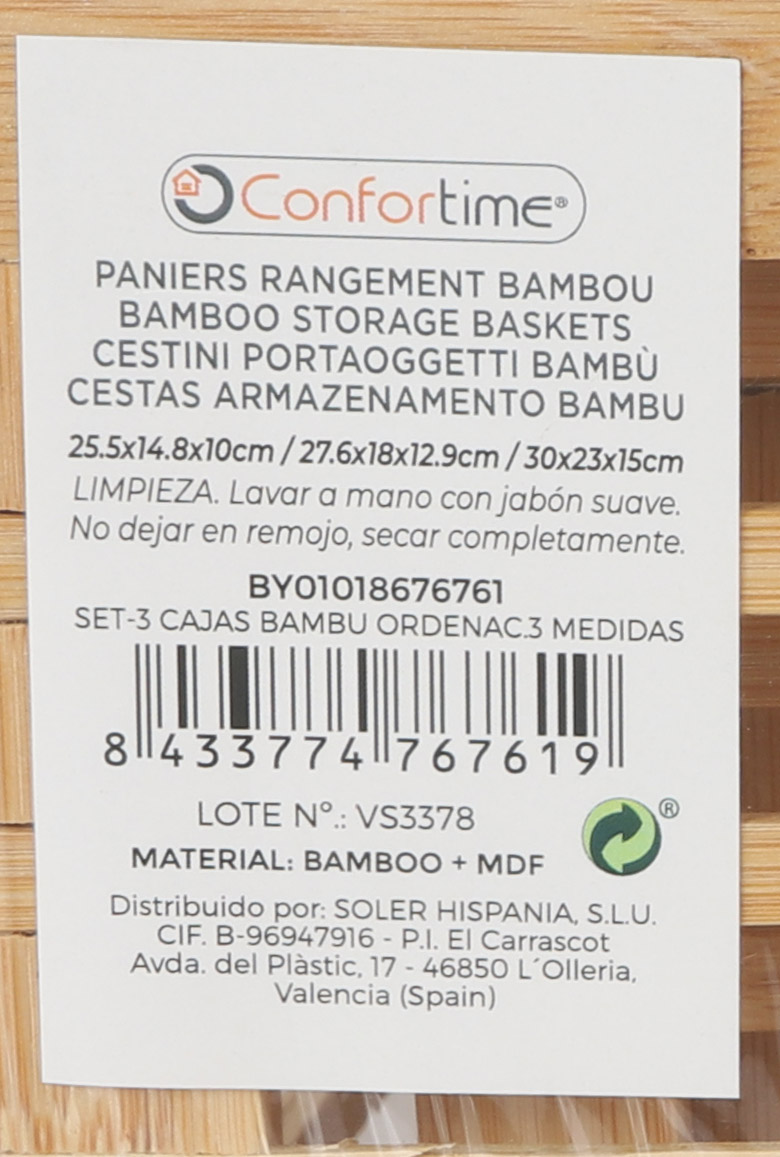 Confortime®
PANIERS RANGEMENT BAMBOU
BAMBOO STORAGE BASKETS
CESTINI PORTAOGGETTI BAMBÙ
CESTAS ARMAZENAMENTO BAMBU
25.5x14.8x10cm / 27.6x18x12.9cm / 30x23x15cm
LIMPIEZA. Lavar a mano con jabón suave.
No dejar en remojo, secar completamente.
BY01018676761
SET-3 CAJAS BAMBU ORDENAC.3 MEDIDAS
8 433774 767619
LOTE Nº.: VS3378
®
MATERIAL: BAMBOO + MDF
Distribuido por: SOLER HISPANIA, S.L.U.
CIF. B-96947916 - P.I. El Carrascot
Avda. del Plàstic, 17 - 46850 L´Olleria,
Valencia (Spain)